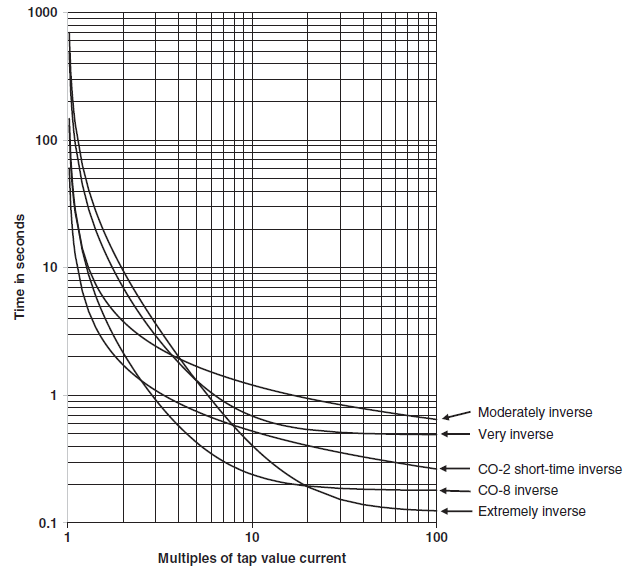 1000
100
10
1
0.1
Time in seconds
1
10
100
Multiples of tap value current
Moderately inverse
Very inverse
CO-2 short-time inverse
CO-8 inverse
Extremely inverse